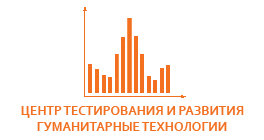 ЦЕНТР ТЕСТИРОВАНИЯ И РАЗВИТИЯ
ГУМАНИТАРНЫЕ ТЕХНОЛОГИИ